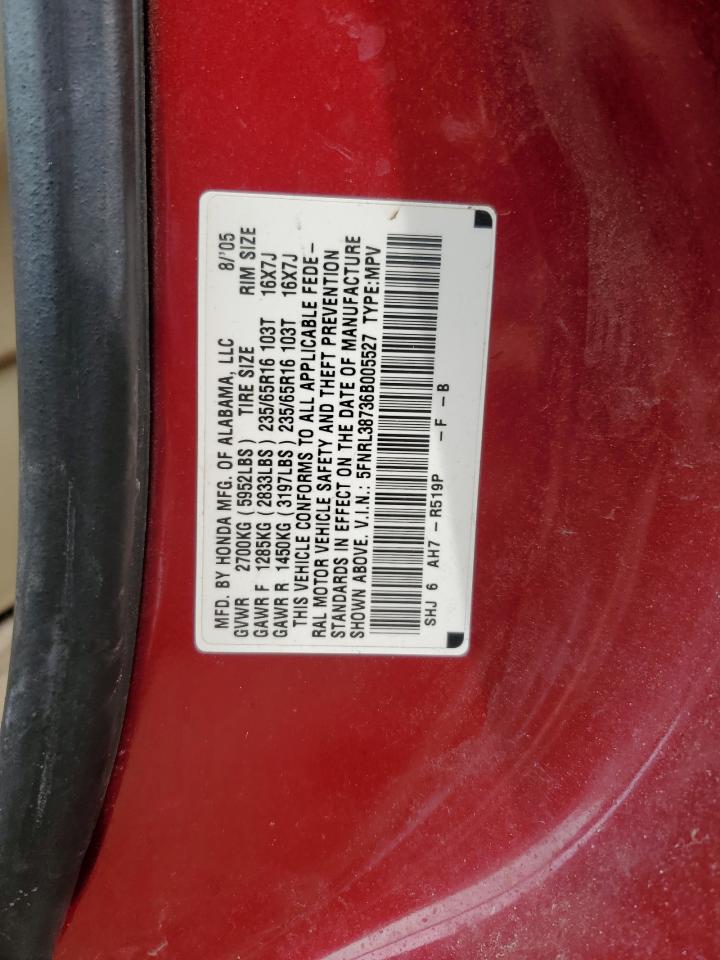 MFD. BY HONDA MFG. OF ALABAMA, LLC 8/'05
GVWR 2700KG (5952LBS) TIRE SIZE RIM SIZE
GAWR F 1285KG (2833LBS) 235/65R16 103T 16X7J
GAWR R 1450KG (3197LBS) 235/65R16 103T 16X7J
THIS VEHICLE CONFORMS TO ALL APPLICABLE FEDE-
RAL MOTOR VEHICLE SAFETY AND THEFT PREVENTION
STANDARDS IN EFFECT ON THE DATE OF MANUFACTURE
SHOWN ABOVE. V.I.N.: 5FNRL38736B005527 TYPE:MPV
SHJ 6 AH7 - R519P - F - B